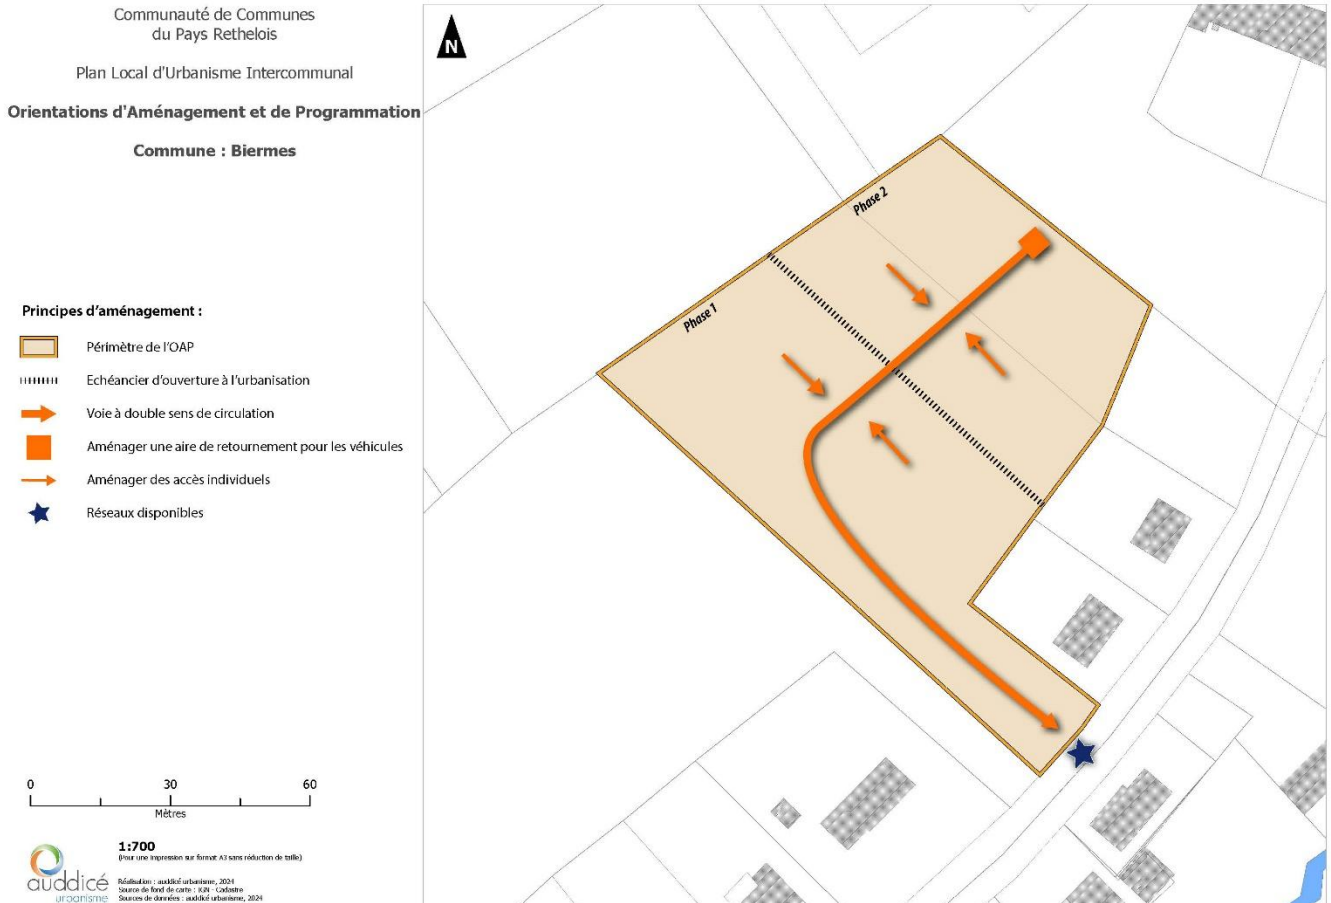 Communauté de Communes
du Pays Rethelois
Plan Local d'Urbanisme Intercommunal
Orientations d'Aménagement et de Programmation
Commune : Biermes
N
Phase 2
Phase 1
Principes d'aménagement :
Périmètre de l'OAP
Echéancier d'ouverture à l'urbanisation
Voie à double sens de circulation
Aménager une aire de retournement pour les véhicules
Aménager des accès individuels
Réseaux disponibles
0 30 60
Mètres
1:700
(Pour une impression sur format A3 sans réduction de taille)
auddicé
urbanisme
Réalisation : auddicé urbanisme, 2024
Source de fond de carte : IGN - Cadastre
Sources de données : auddicé urbanisme, 2024